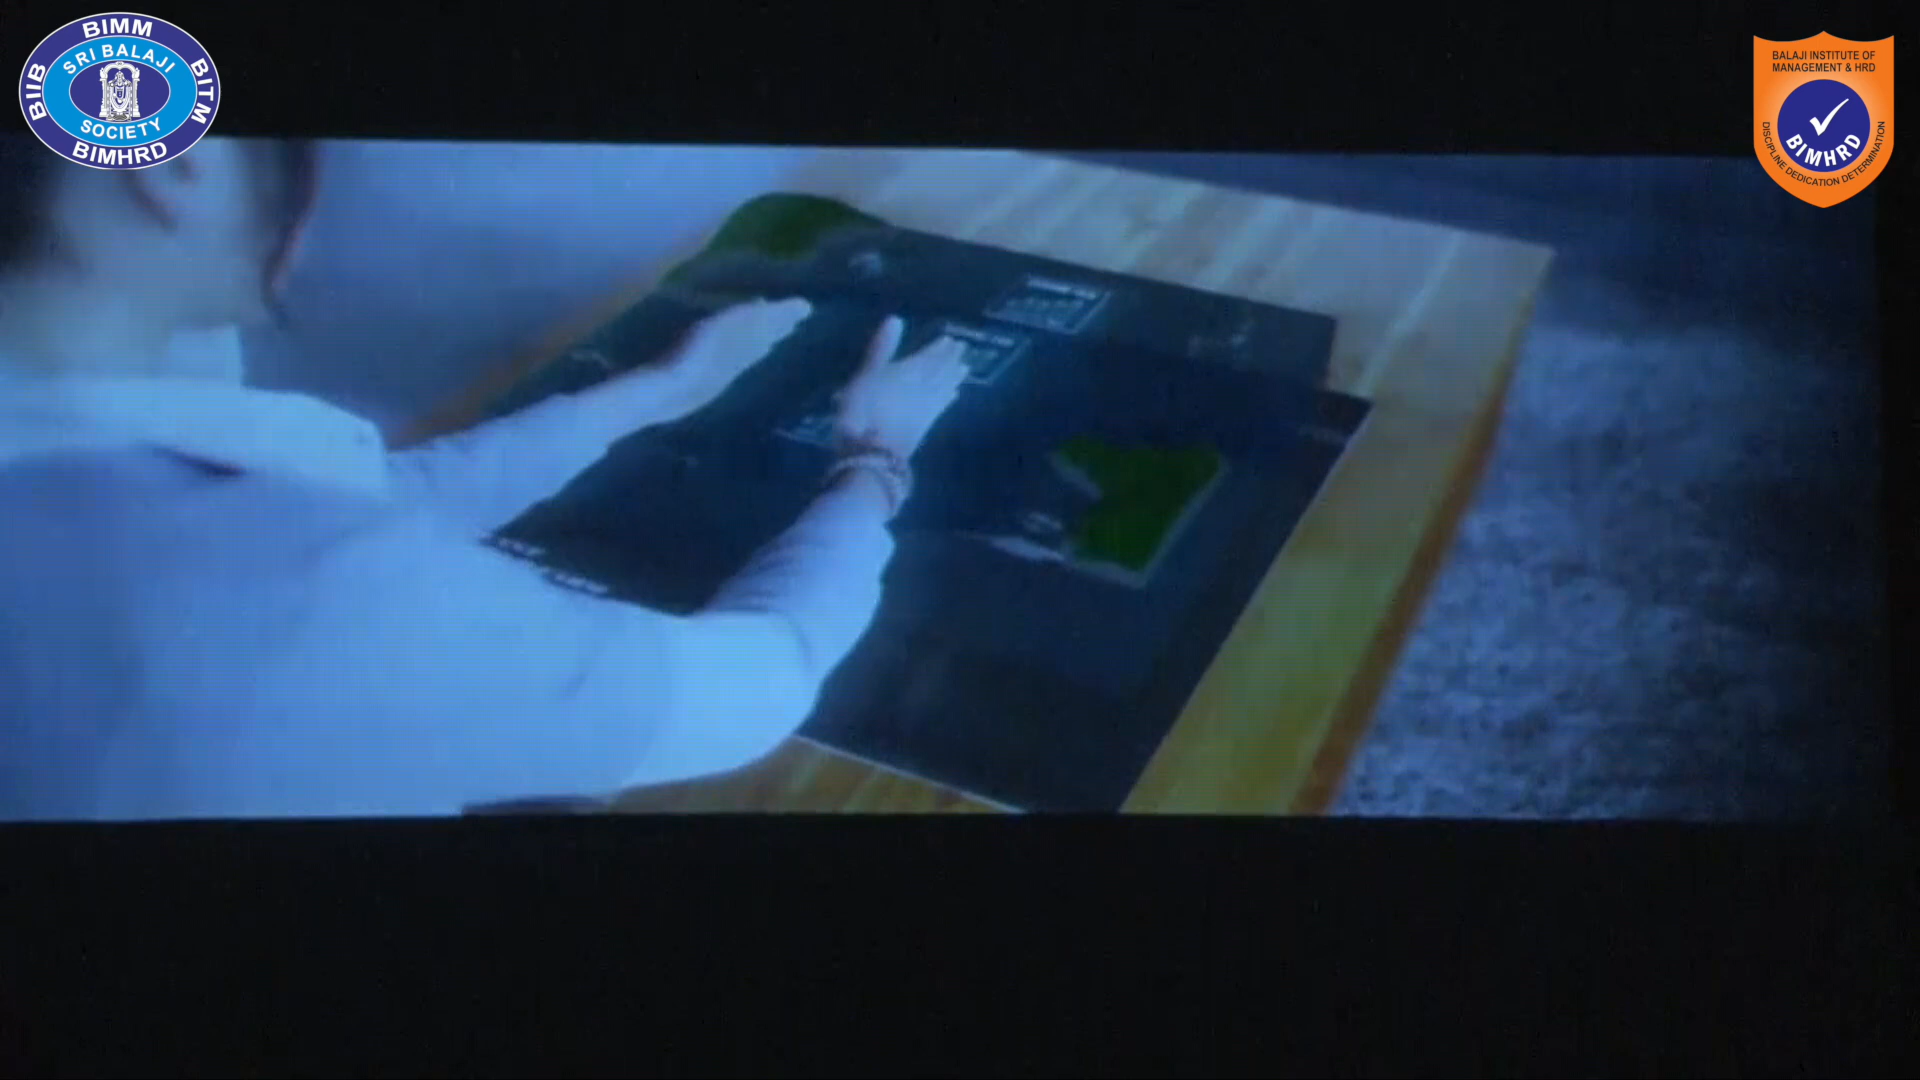 BIMM
SRI BALAJI
BIIB
BITM
SOCIETY
BIMHRD
BALAJI INSTITUTE OF
MANAGEMENT & HRD
BIMHRD
DISCIPLINE DEDICATION DETERMINATION